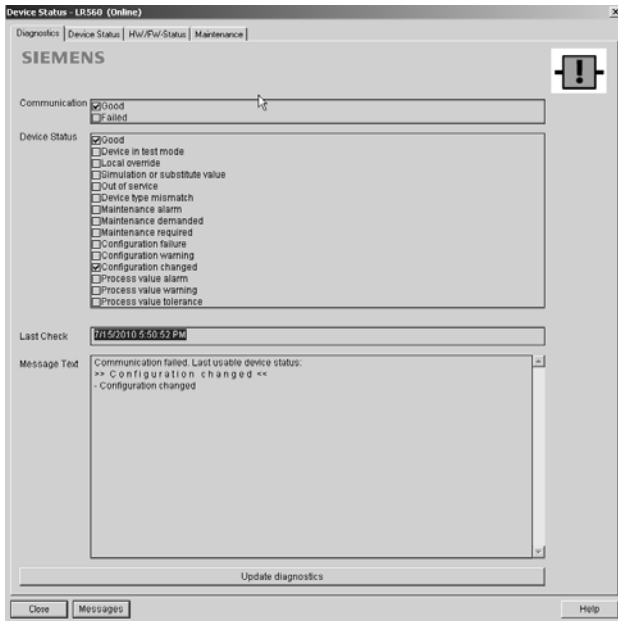 Device Status - LR560 (Online)
Diagnostics Device Status HW/FW-Status Maintenance
SIEMENS
Communication
Good
Failed
Device Status
Good
Device in test mode
Local override
Simulation or substitute value
Out of service
Device type mismatch
Maintenance alarm
Maintenance demanded
Maintenance required
Configuration failure
Configuration warning
Configuration changed
Process value alarm
Process value warning
Process value tolerance
Last Check 7/15/2010 5:50:52 PM
Message Text
Communication failed. Last usable device status:
>> C o n f i g u r a t i o n c h a n g e d <<
- Configuration changed
Update diagnostics
Close Messages Help